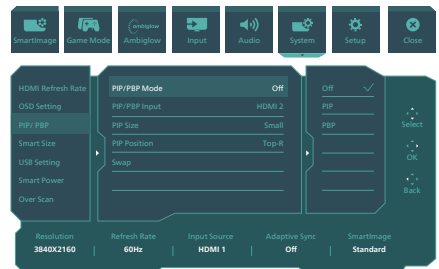 ambiglow
SmartImage Game Mode Ambiglow Input Audio System Setup Close
HDMI Refresh Rate PIP/PBP Mode Off Off
OSD Setting PIP/PBP Input HDMI 2 PIP
PIP/ PBP PIP Size Small PBP
Smart Size PIP Position Top-R
USB Setting Swap
Smart Power
Over Scan
Select
OK
Back
Resolution Refresh Rate Input Source Adaptive Sync SmartImage
3840X2160 60Hz HDMI 1 Off Standard